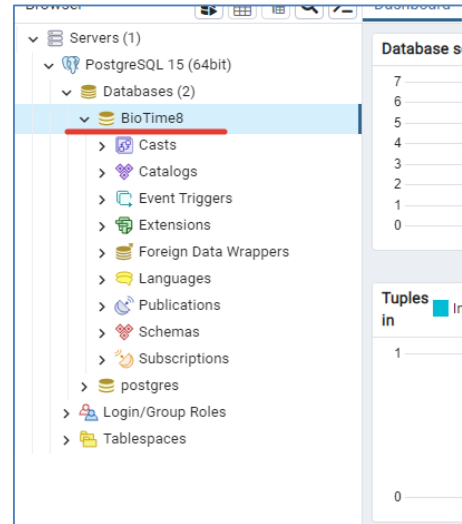 Servers (1)
PostgreSQL 15 (64bit)
Databases (2)
BioTime8
Casts
Catalogs
Event Triggers
Extensions
Foreign Data Wrappers
Languages
Publications
Schemas
Subscriptions
postgres
Login/Group Roles
Tablespaces
Database s
7
6
5
4
3
2
1
0
Tuples
in
In
1
0